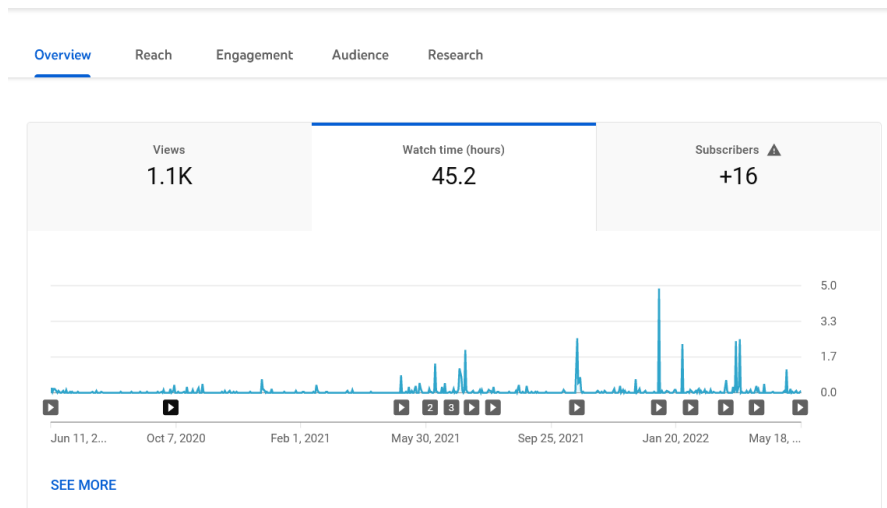 Overview Reach Engagement Audience Research
Views Watch time (hours) Subscribers
1.1K 45.2 +16
5.0
3.3
1.7
0.0
2 3
Jun 11, 2... Oct 7, 2020 Feb 1, 2021 May 30, 2021 Sep 25, 2021 Jan 20, 2022 May 18, ...
SEE MORE